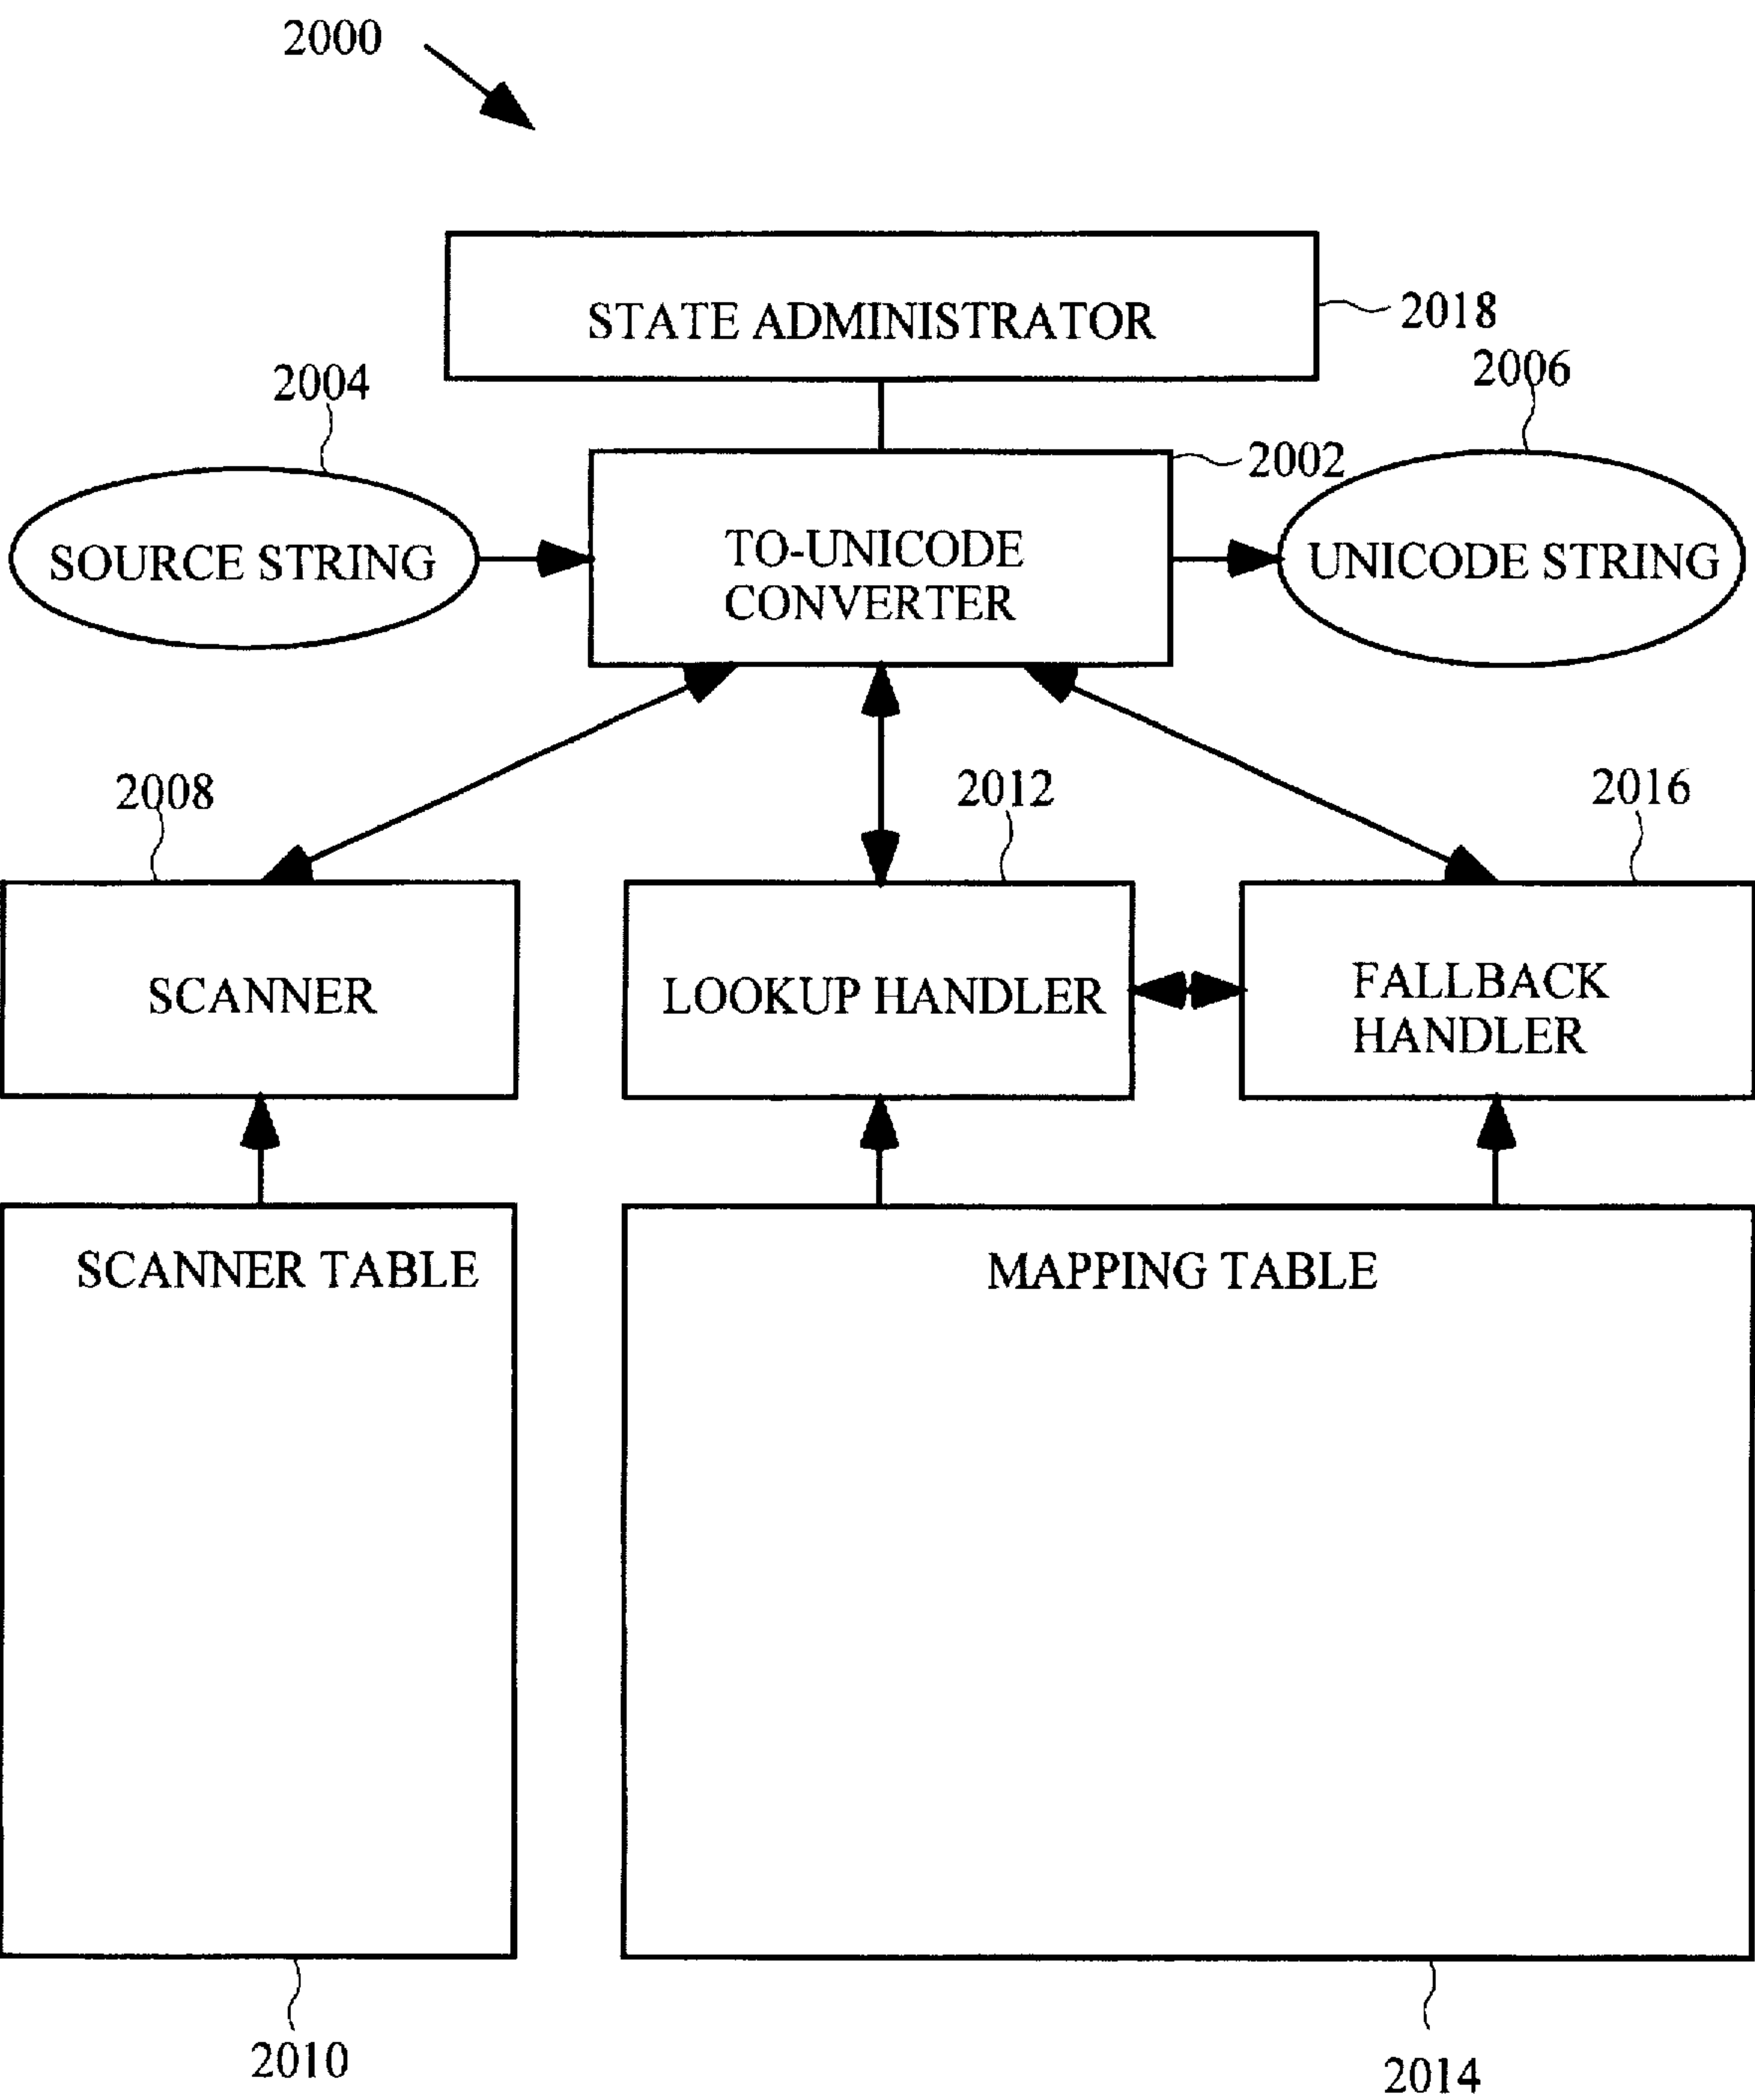 2000
STATE ADMINISTRATOR
2018
2004
2006
2002
SOURCE STRING
TO-UNICODE
CONVERTER
UNICODE STRING
2008
2012
2016
SCANNER
LOOKUP HANDLER
FALLBACK
HANDLER
SCANNER TABLE
MAPPING TABLE
2010
2014